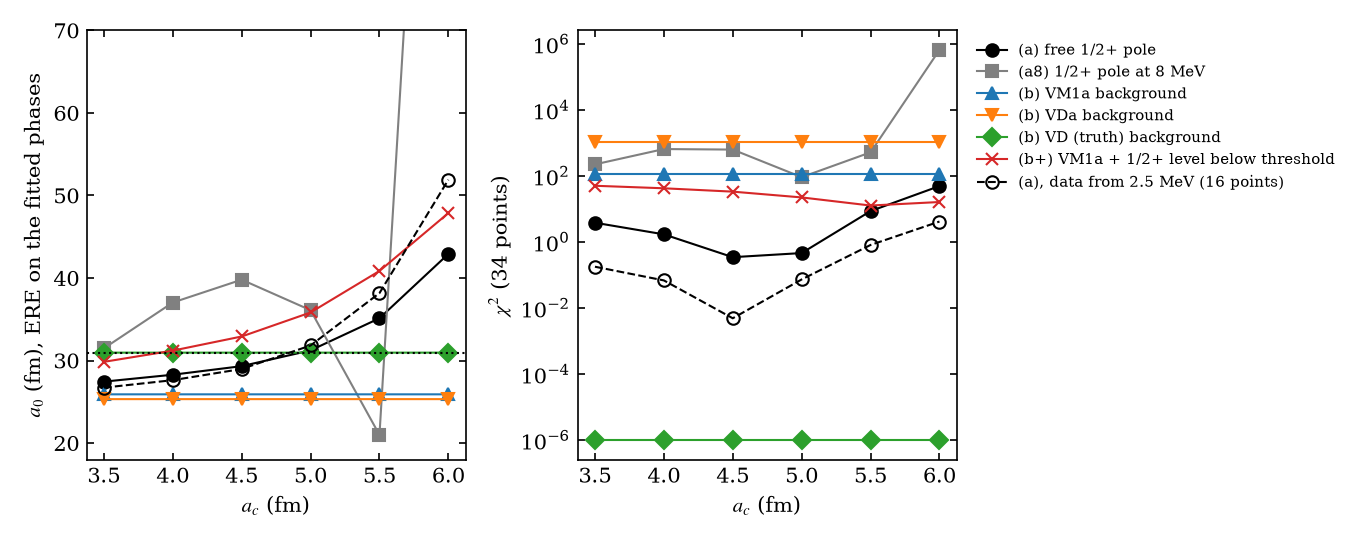 70
60
50
40
30
20
a₀ (fm), ERE on the fitted phases
3.5 4.0 4.5 5.0 5.5 6.0
a_c (fm)
10⁶
10⁴
10²
10⁰
10⁻²
10⁻⁴
10⁻⁶
χ² (34 points)
3.5 4.0 4.5 5.0 5.5 6.0
a_c (fm)
(a) free 1/2+ pole
(a8) 1/2+ pole at 8 MeV
(b) VM1a background
(b) VDa background
(b) VD (truth) background
(b+) VM1a + 1/2+ level below threshold
(a), data from 2.5 MeV (16 points)